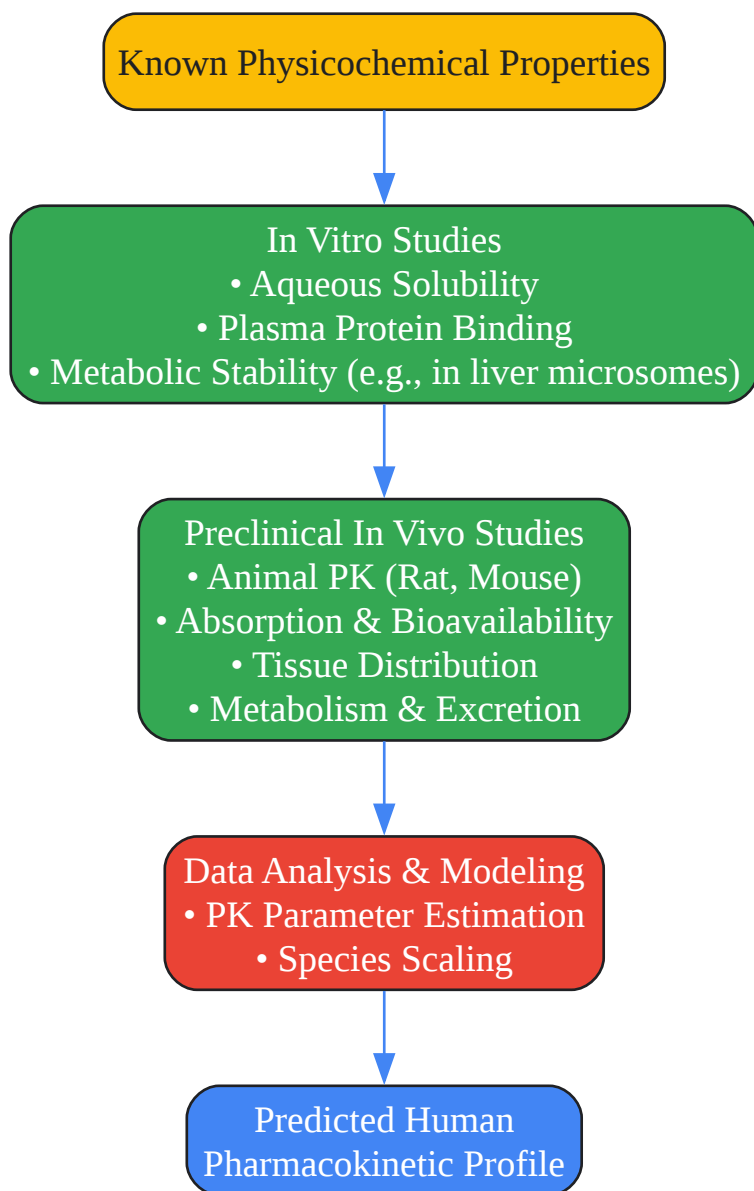 Known Physicochemical Properties
In Vitro Studies
• Aqueous Solubility
• Plasma Protein Binding
• Metabolic Stability (e.g., in liver microsomes)
Preclinical In Vivo Studies
• Animal PK (Rat, Mouse)
• Absorption & Bioavailability
• Tissue Distribution
• Metabolism & Excretion
Data Analysis & Modeling
• PK Parameter Estimation
• Species Scaling
Predicted Human
Pharmacokinetic Profile